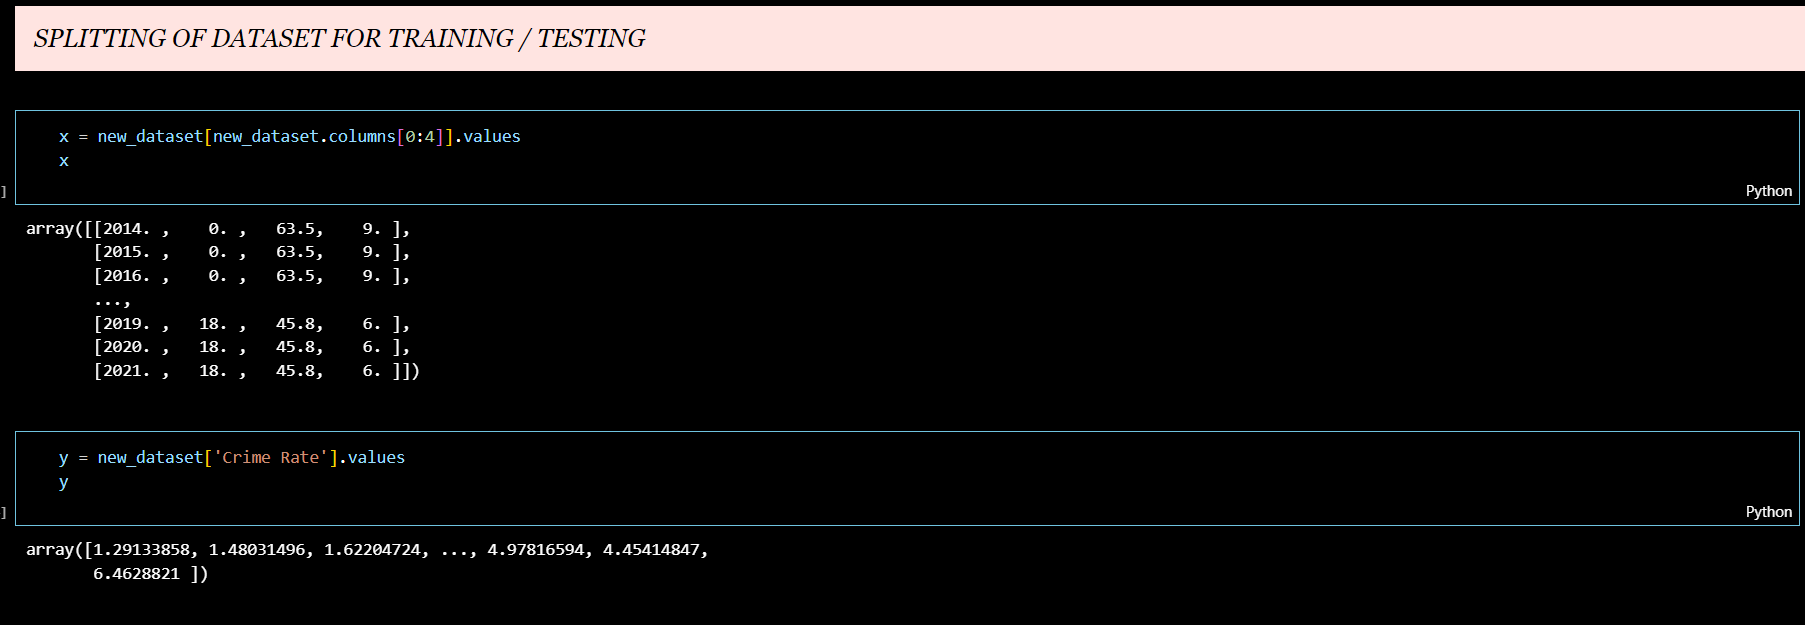 SPLITTING OF DATASET FOR TRAINING / TESTING
x = new_dataset[new_dataset.columns[0:4]].values
x
]
Python
array([[2014. ,    0. ,   63.5,    9. ],
       [2015. ,    0. ,   63.5,    9. ],
       [2016. ,    0. ,   63.5,    9. ],
       ...,
       [2019. ,   18. ,   45.8,    6. ],
       [2020. ,   18. ,   45.8,    6. ],
       [2021. ,   18. ,   45.8,    6. ]])
y = new_dataset['Crime Rate'].values
y
]
Python
array([1.29133858, 1.48031496, 1.62204724, ..., 4.97816594, 4.45414847,
       6.4628821 ])